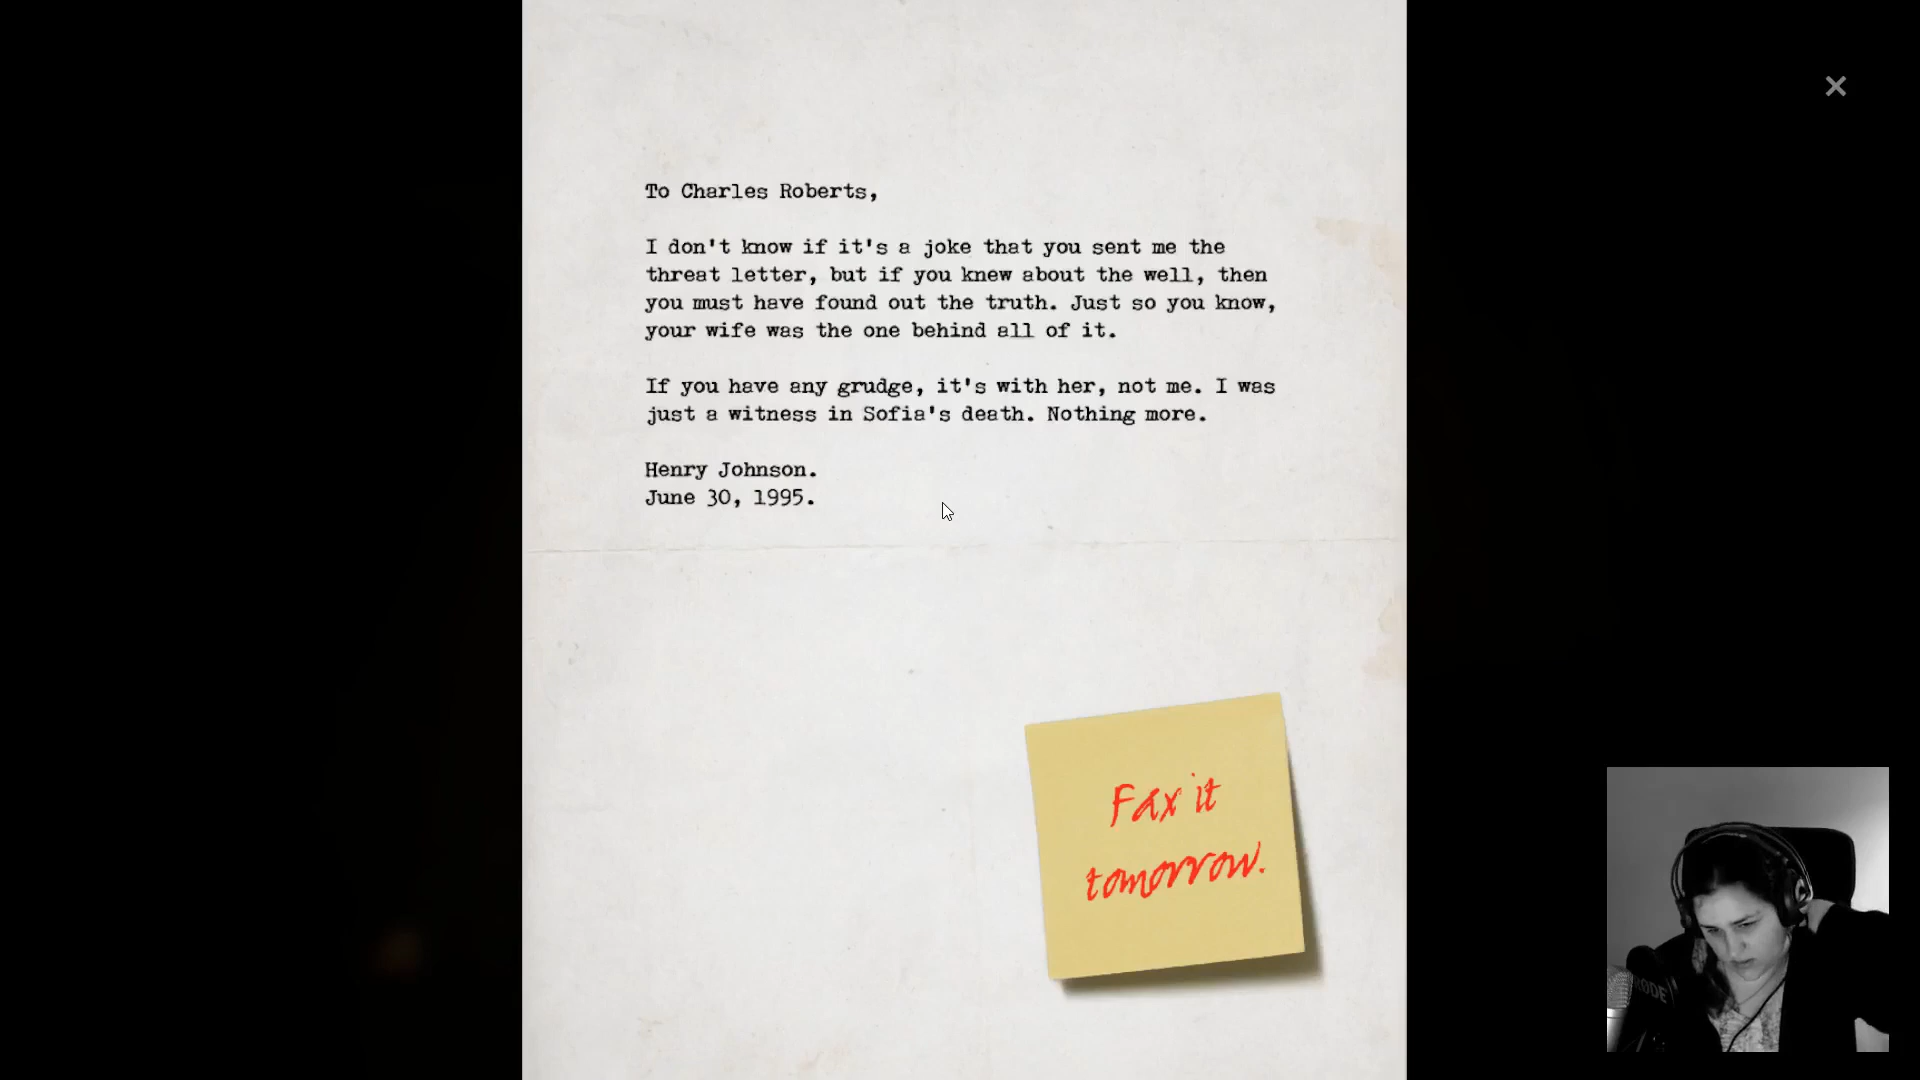 To Charles Roberts,
I don't know if it's a joke that you sent me the
threat letter, but if you knew about the well, then
you must have found out the truth. Just so you know,
your wife was the one behind all of it.
If you have any grudge, it's with her, not me. I was
just a witness in Sofia's death. Nothing more.
Henry Johnson.
June 30, 1995.
Fax it
tomorrow.
RODE